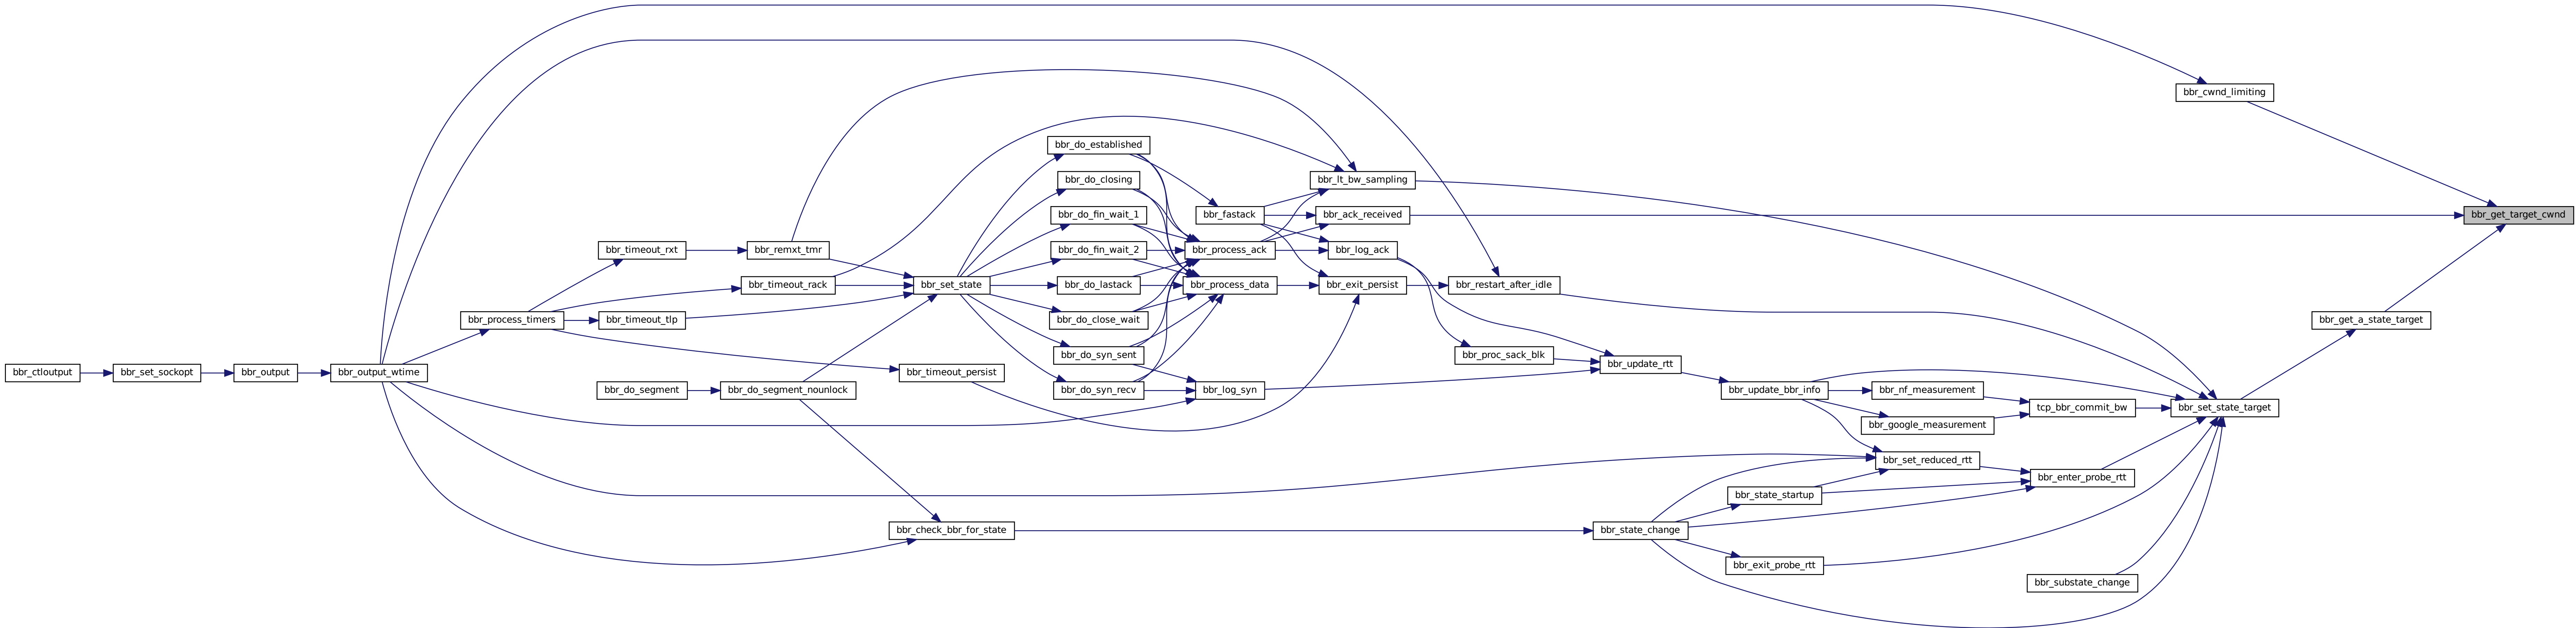 bbr_cwnd_limiting
bbr_do_established
bbr_do_closing
bbr_lt_bw_sampling
bbr_do_fin_wait_1
bbr_fastack
bbr_ack_received
bbr_get_target_cwnd
bbr_timeout_rxt
bbr_remxt_tmr
bbr_do_fin_wait_2
bbr_process_ack
bbr_log_ack
bbr_timeout_rack
bbr_set_state
bbr_do_lastack
bbr_process_data
bbr_exit_persist
bbr_restart_after_idle
bbr_process_timers
bbr_timeout_tlp
bbr_do_close_wait
bbr_get_a_state_target
bbr_do_syn_sent
bbr_proc_sack_blk
bbr_update_rtt
bbr_ctloutput
bbr_set_sockopt
bbr_output
bbr_output_wtime
bbr_timeout_persist
bbr_do_segment
bbr_do_segment_nounlock
bbr_do_syn_recv
bbr_log_syn
bbr_update_bbr_info
bbr_nf_measurement
tcp_bbr_commit_bw
bbr_set_state_target
bbr_google_measurement
bbr_set_reduced_rtt
bbr_enter_probe_rtt
bbr_state_startup
bbr_check_bbr_for_state
bbr_state_change
bbr_exit_probe_rtt
bbr_substate_change